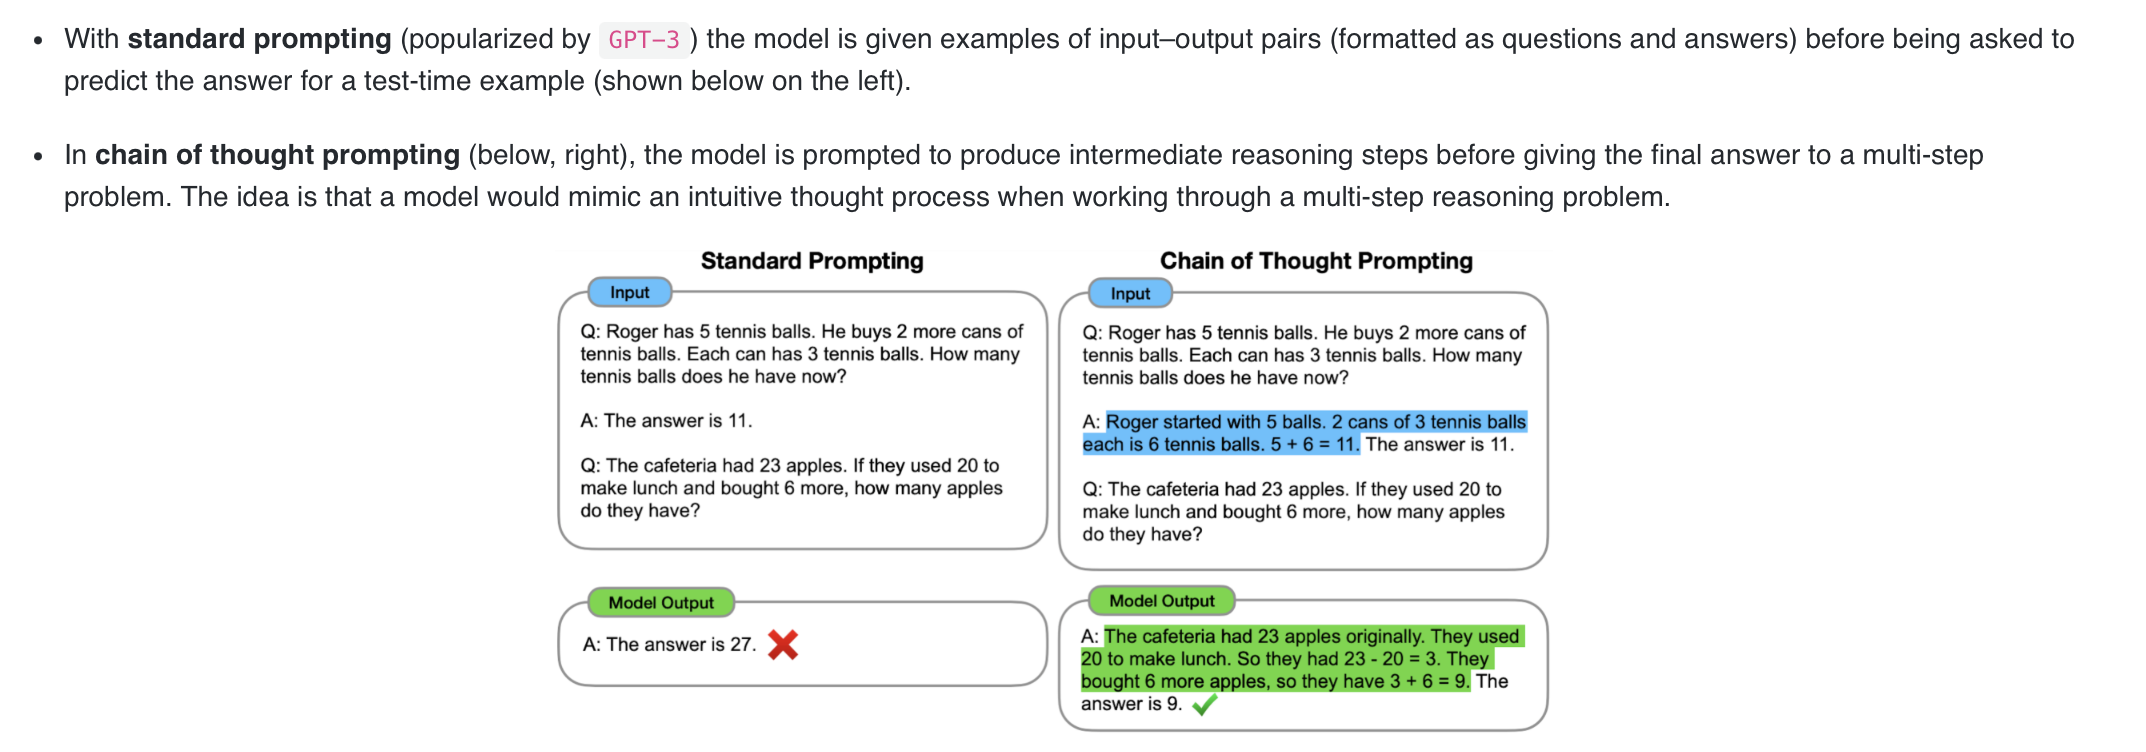 With standard prompting (popularized by GPT-3 ) the model is given examples of input–output pairs (formatted as questions and answers) before being asked to
predict the answer for a test-time example (shown below on the left).
In chain of thought prompting (below, right), the model is prompted to produce intermediate reasoning steps before giving the final answer to a multi-step
problem. The idea is that a model would mimic an intuitive thought process when working through a multi-step reasoning problem.
Standard Prompting
Input
Q: Roger has 5 tennis balls. He buys 2 more cans of
tennis balls. Each can has 3 tennis balls. How many
tennis balls does he have now?
A: The answer is 11.
Q: The cafeteria had 23 apples. If they used 20 to
make lunch and bought 6 more, how many apples
do they have?
Model Output
A: The answer is 27.
Chain of Thought Prompting
Input
Q: Roger has 5 tennis balls. He buys 2 more cans of
tennis balls. Each can has 3 tennis balls. How many
tennis balls does he have now?
A: Roger started with 5 balls. 2 cans of 3 tennis balls
each is 6 tennis balls. 5 + 6 = 11. The answer is 11.
Q: The cafeteria had 23 apples. If they used 20 to
make lunch and bought 6 more, how many apples
do they have?
Model Output
A: The cafeteria had 23 apples originally. They used
20 to make lunch. So they had 23 - 20 = 3. They
bought 6 more apples, so they have 3 + 6 = 9. The
answer is 9.